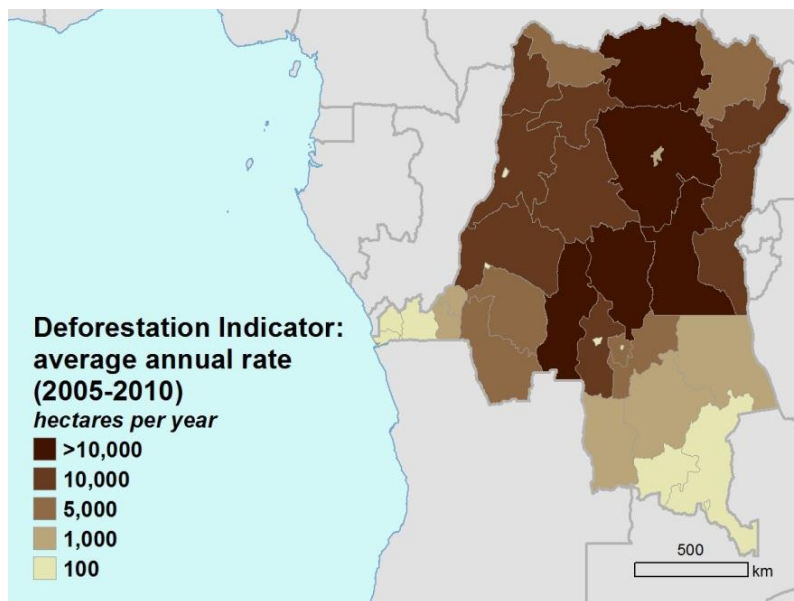 Deforestation Indicator:
average annual rate
(2005-2010)
hectares per year
>10,000
10,000
5,000
1,000
100
500
km